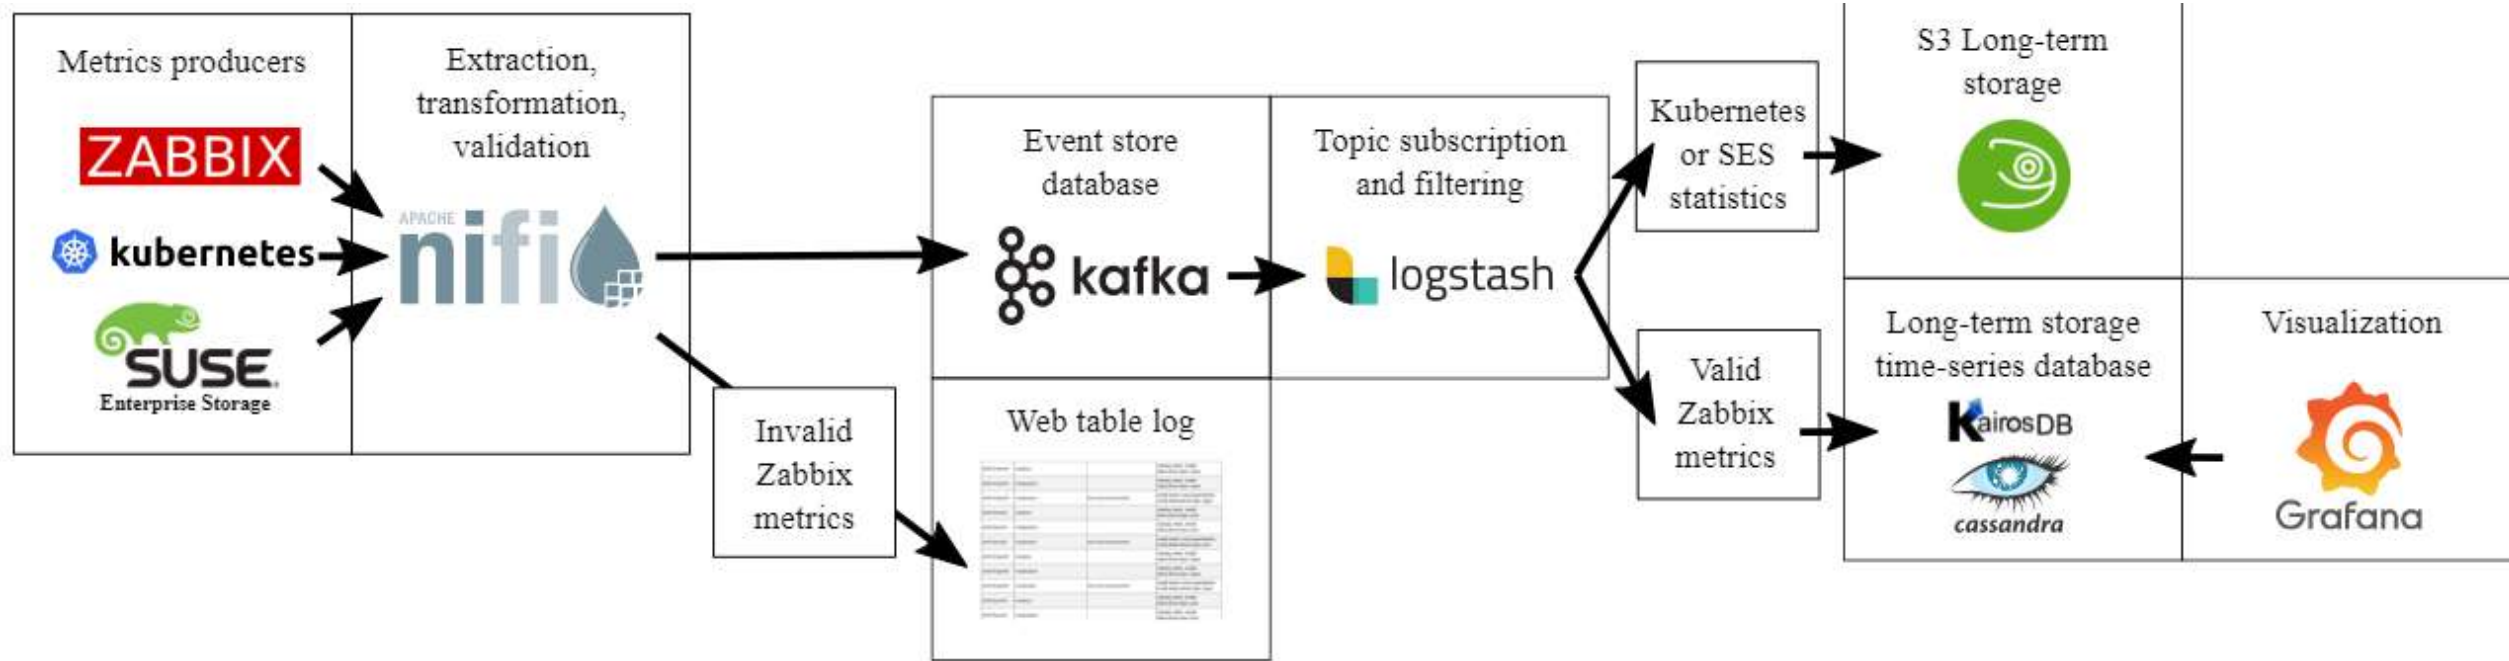 Metrics producers
ZABBIX
kubernetes
SUSE
Enterprise Storage
Extraction,
transformation,
validation
APACHE
nifi
Invalid
Zabbix
metrics
Event store
database
kafka
Web table log
Topic subscription
and filtering
logstash
Kubernetes
or SES
statistics
Valid
Zabbix
metrics
S3 Long-term
storage
Long-term storage
time-series database
KairosDB
cassandra
Visualization
Grafana